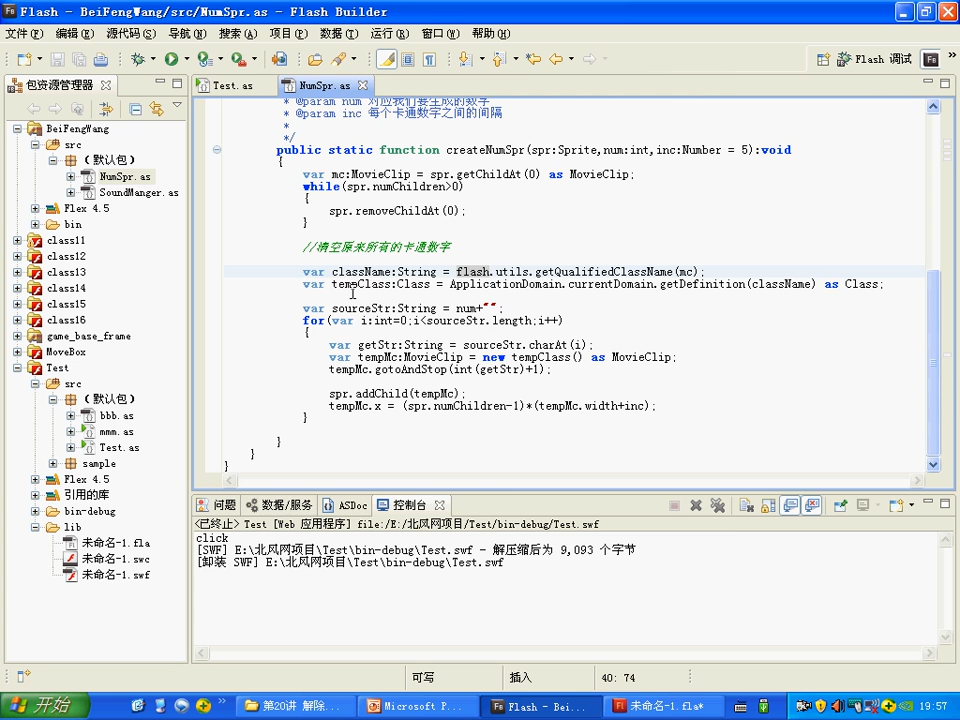 Flash - BeiFengWang/src/NumSpr.as - Flash Builder
文件(F) 编辑(E) 源代码(S) 导航(N) 搜索(A) 项目(P) 数据(T) 运行(R) 窗口(W) 帮助(H)
Flash 调试
包资源管理器
BeiFengWang
src
(默认包)
NumSpr.as
SoundManger.as
Flex 4.5
bin
class11
class12
class13
class14
class15
class16
game_base_frame
MoveBox
Test
src
(默认包)
bbb.as
mmm.as
Test.as
sample
Flex 4.5
引用的库
bin-debug
lib
未命名-1.fla
未命名-1.swc
未命名-1.swf
Test.as NumSpr.as
* @param num 对应我们要生成的数字
* @param inc 每个卡通数字之间的间隔
*
*/
public static function createNumSpr(spr:Sprite,num:int,inc:Number = 5):void
{
var mc:MovieClip = spr.getChildAt(0) as MovieClip;
while(spr.numChildren>0)
{
spr.removeChildAt(0);
}
//清空原来所有的卡通数字
var className:String = flash.utils.getQualifiedClassName(mc);
var tempClass:Class = ApplicationDomain.currentDomain.getDefinition(className) as Class;
var sourceStr:String = num+"";
for(var i:int=0;i<sourceStr.length;i++)
{
var getStr:String = sourceStr.charAt(i);
var tempMc:MovieClip = new tempClass() as MovieClip;
tempMc.gotoAndStop(int(getStr)+1);
spr.addChild(tempMc);
tempMc.x = (spr.numChildren-1)*(tempMc.width+inc);
}
}
}
}
问题 数据/服务 ASDoc 控制台
<已终止> Test [Web 应用程序] file:/E:/北风网项目/Test/bin-debug/Test.swf
click
[SWF] E:\北风网项目\Test\bin-debug\Test.swf - 解压缩后为 9,093 个字节
[卸装 SWF] E:\北风网项目\Test\bin-debug\Test.swf
可写 插入 40: 74
开始 第20讲 解除... Microsoft P... Flash - Bei... 未命名-1.fla* 19:57